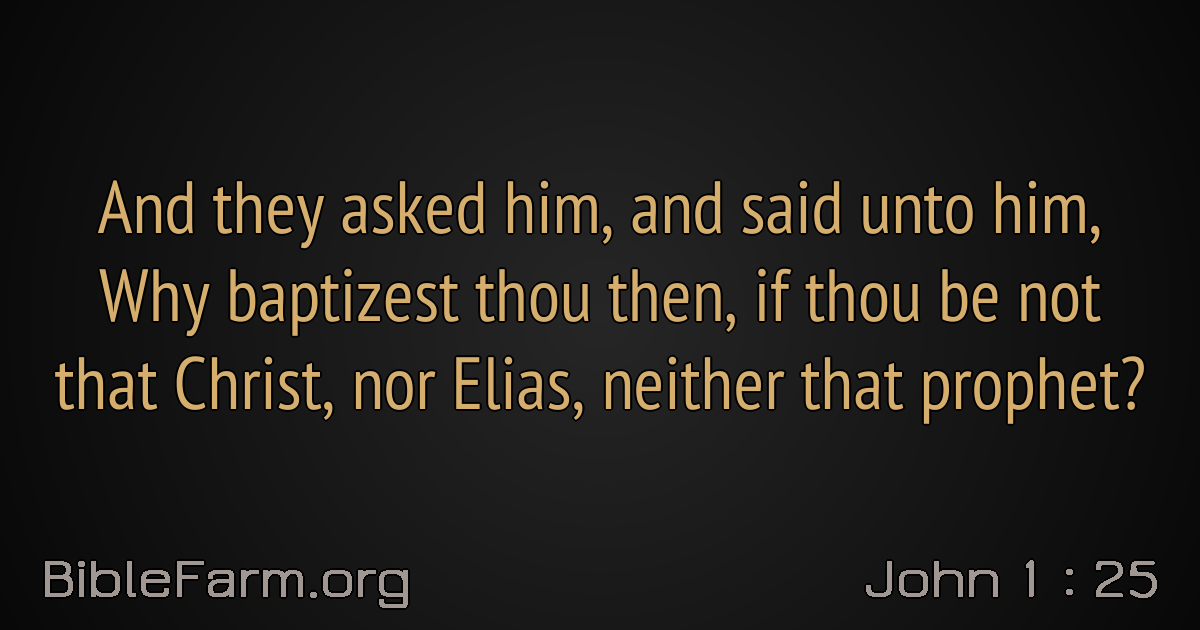 And they asked him, and said unto him,
Why baptizest thou then, if thou be not
that Christ, nor Elias, neither that prophet?
BibleFarm.org
John 1 : 25